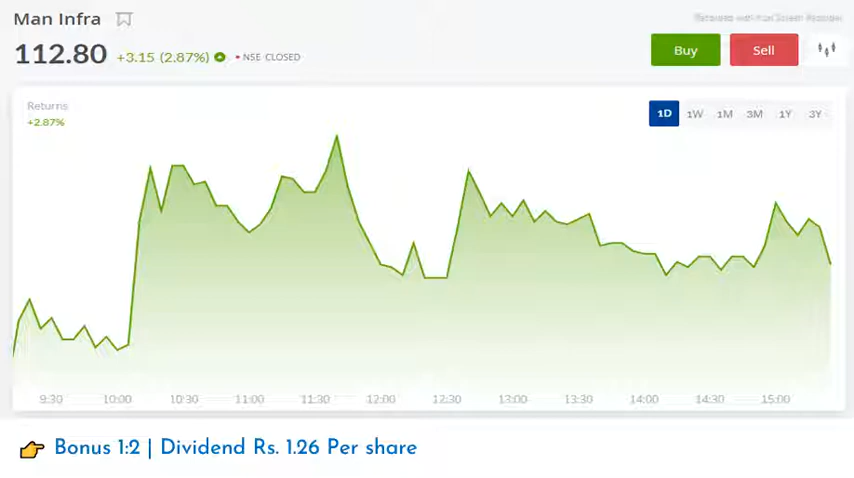 Man Infra
112.80 +3.15 (2.87%) • NSE CLOSED
Buy Sell
Returns
+2.87%
1D 1W 1M 3M 1Y 3Y
9:30 10:00 10:30 11:00 11:30 12:00 12:30 13:00 13:30 14:00 14:30 15:00
👉 Bonus 1:2 | Dividend Rs. 1.26 Per share